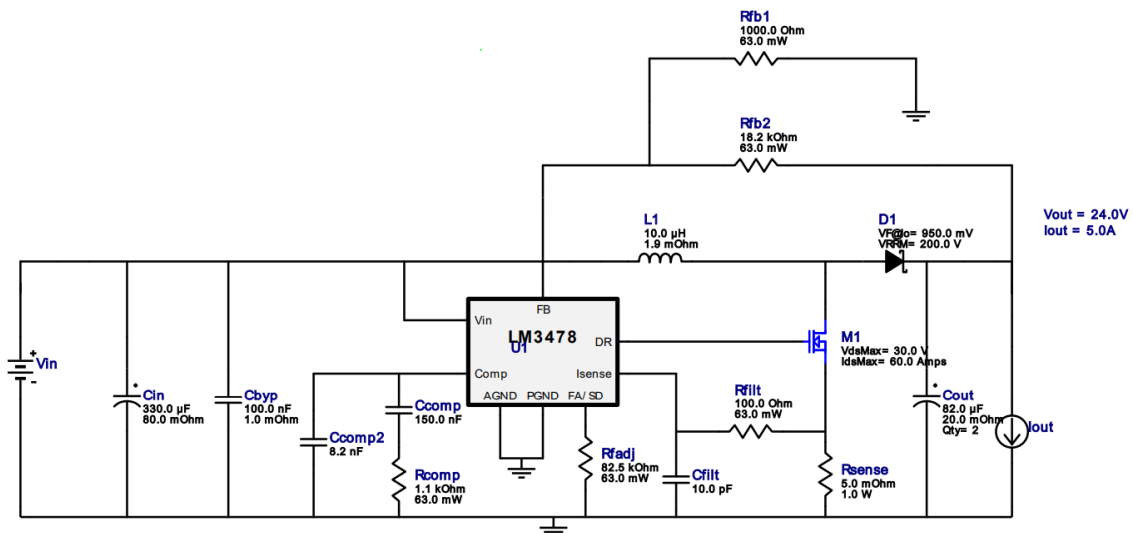 Rfb1
1000.0 Ohm
63.0 mW
Rfb2
18.2 kOhm
63.0 mW
Vout = 24.0V
Iout = 5.0A
L1
10.0 µH
1.9 mOhm
D1
VF@Io= 950.0 mV
VRRM= 200.0 V
FB
Vin
LM3478
U1
DR
Comp
Isense
AGND PGND FA/SD
M1
VdsMax= 30.0 V
IdsMax= 60.0 Amps
Vin
+
-
Cin
330.0 µF
80.0 mOhm
Cbyp
100.0 nF
1.0 mOhm
Ccomp
150.0 nF
Ccomp2
8.2 nF
Rcomp
1.1 kOhm
63.0 mW
Rfadj
82.5 kOhm
63.0 mW
Rfilt
100.0 Ohm
63.0 mW
Cfilt
10.0 pF
Rsense
5.0 mOhm
1.0 W
Cout
82.0 µF
20.0 mOhm
Qty= 2
Iout